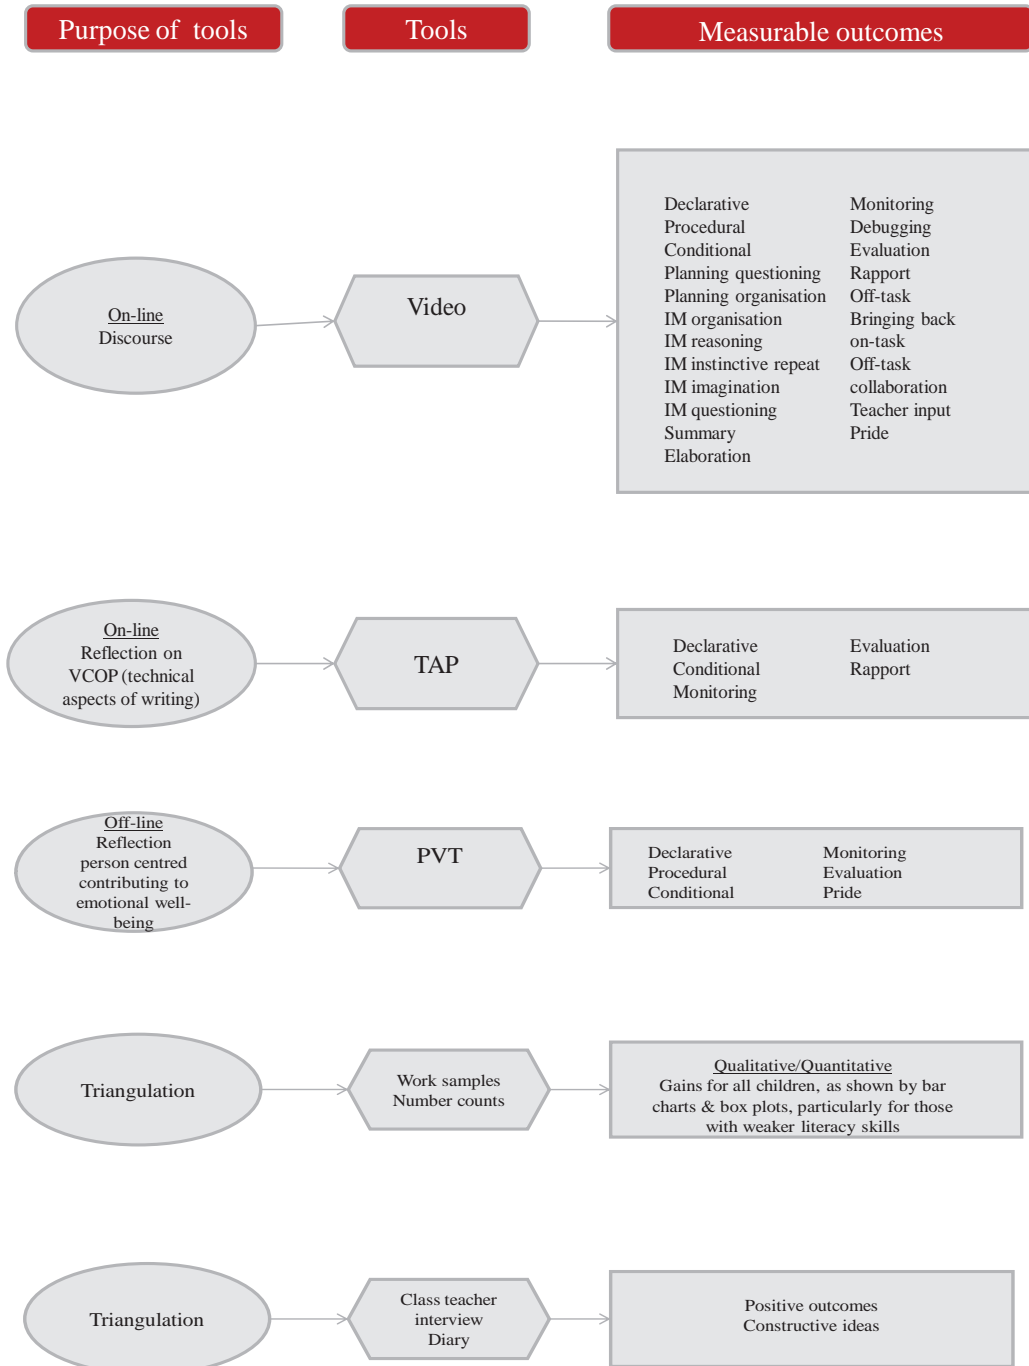 Purpose of tools
Tools
Measurable outcomes
On-line
Discourse
Video
Declarative
Procedural
Conditional
Planning questioning
Planning organisation
IM organisation
IM reasoning
IM instinctive repeat
IM imagination
IM questioning
Summary
Elaboration
Monitoring
Debugging
Evaluation
Rapport
Off-task
Bringing back
on-task
Off-task
collaboration
Teacher input
Pride
On-line
Reflection on
VCOP (technical
aspects of writing)
TAP
Declarative
Conditional
Monitoring
Evaluation
Rapport
Off-line
Reflection
person centred
contributing to
emotional well-
being
PVT
Declarative
Procedural
Conditional
Monitoring
Evaluation
Pride
Triangulation
Work samples
Number counts
Qualitative/Quantitative
Gains for all children, as shown by bar
charts & box plots, particularly for those
with weaker literacy skills
Triangulation
Class teacher
interview
Diary
Positive outcomes
Constructive ideas